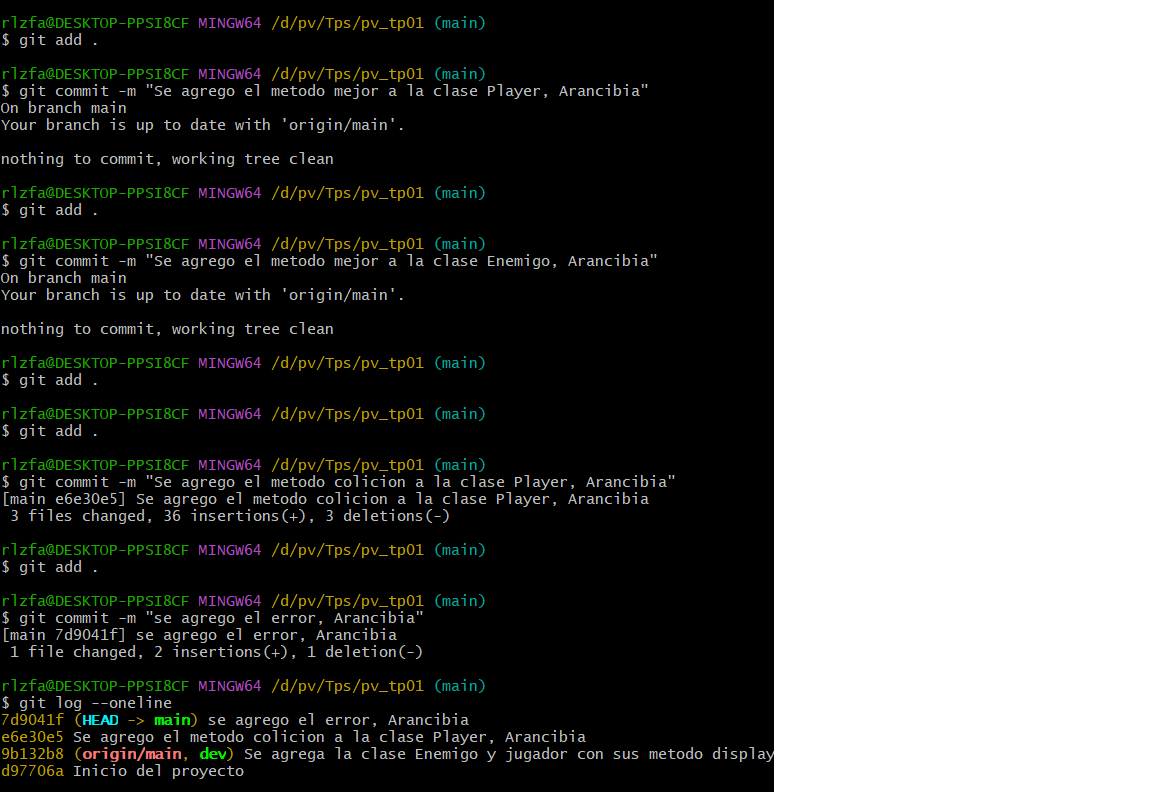 rlzfa@DESKTOP-PPSI8CF MINGW64 /d/pv/Tps/pv_tp01 (main)
$ git add .
rlzfa@DESKTOP-PPSI8CF MINGW64 /d/pv/Tps/pv_tp01 (main)
$ git commit -m "Se agrego el metodo mejor a la clase Player, Arancibia"
On branch main
Your branch is up to date with 'origin/main'.
nothing to commit, working tree clean
rlzfa@DESKTOP-PPSI8CF MINGW64 /d/pv/Tps/pv_tp01 (main)
$ git add .
rlzfa@DESKTOP-PPSI8CF MINGW64 /d/pv/Tps/pv_tp01 (main)
$ git commit -m "Se agrego el metodo mejor a la clase Enemigo, Arancibia"
On branch main
Your branch is up to date with 'origin/main'.
nothing to commit, working tree clean
rlzfa@DESKTOP-PPSI8CF MINGW64 /d/pv/Tps/pv_tp01 (main)
$ git add .
rlzfa@DESKTOP-PPSI8CF MINGW64 /d/pv/Tps/pv_tp01 (main)
$ git add .
rlzfa@DESKTOP-PPSI8CF MINGW64 /d/pv/Tps/pv_tp01 (main)
$ git commit -m "Se agrego el metodo colicion a la clase Player, Arancibia"
[main e6e30e5] Se agrego el metodo colicion a la clase Player, Arancibia
3 files changed, 36 insertions(+), 3 deletions(-)
rlzfa@DESKTOP-PPSI8CF MINGW64 /d/pv/Tps/pv_tp01 (main)
$ git add .
rlzfa@DESKTOP-PPSI8CF MINGW64 /d/pv/Tps/pv_tp01 (main)
$ git commit -m "se agrego el error, Arancibia"
[main 7d9041f] se agrego el error, Arancibia
1 file changed, 2 insertions(+), 1 deletion(-)
rlzfa@DESKTOP-PPSI8CF MINGW64 /d/pv/Tps/pv_tp01 (main)
$ git log --oneline
7d9041f (HEAD -> main) se agrego el error, Arancibia
e6e30e5 Se agrego el metodo colicion a la clase Player, Arancibia
9b132b8 (origin/main, dev) Se agrega la clase Enemigo y jugador con sus metodo display
d97706a Inicio del proyecto